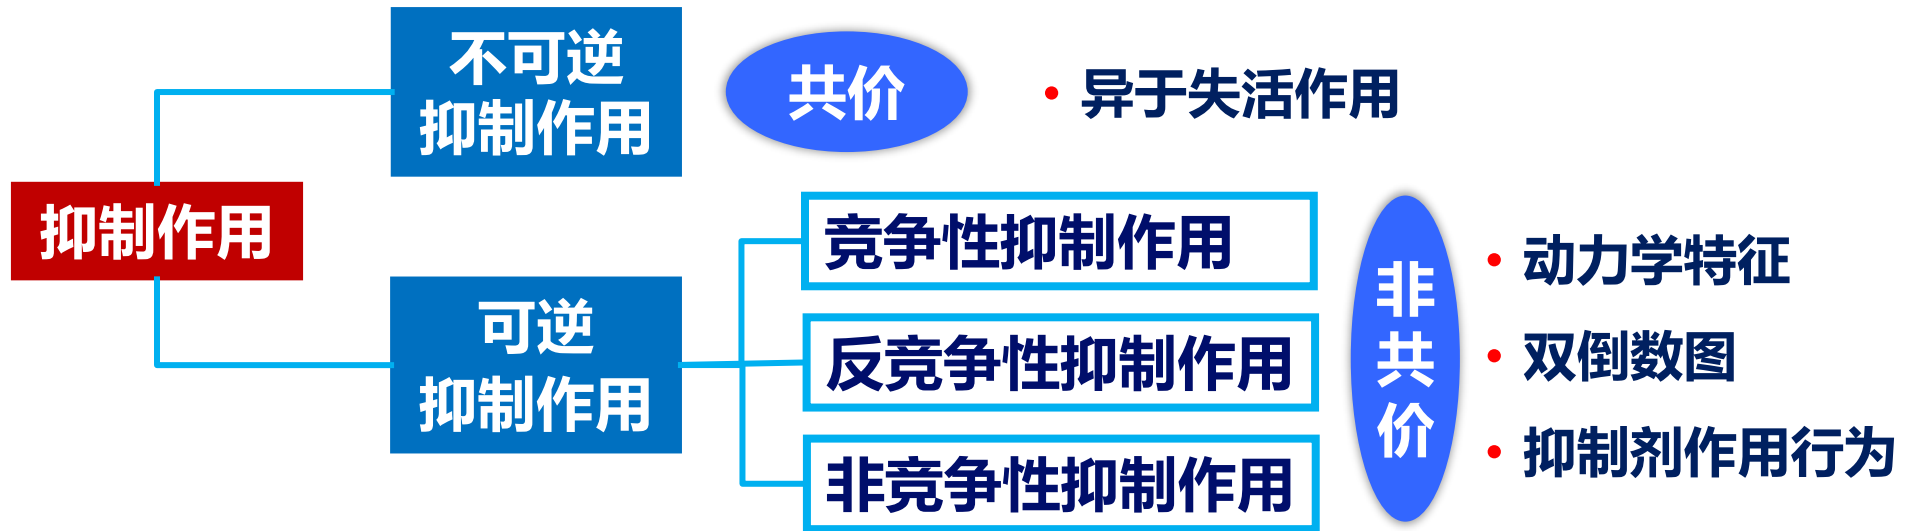 抑制作用
不可逆
抑制作用
共价
• 异于失活作用
可逆
抑制作用
竞争性抑制作用
反竞争性抑制作用
非竞争性抑制作用
非
共
价
• 动力学特征
• 双倒数图
• 抑制剂作用行为